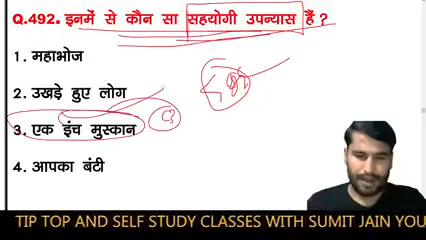 Q.492. इनमें से कौन सा सहयोगी उपन्यास हैं ?
1. महाभोज
2. उखड़े हुए लोग
3. एक इंच मुस्कान
4. आपका बंटी
TIP TOP AND SELF STUDY CLASSES WITH SUMIT JAIN YOU